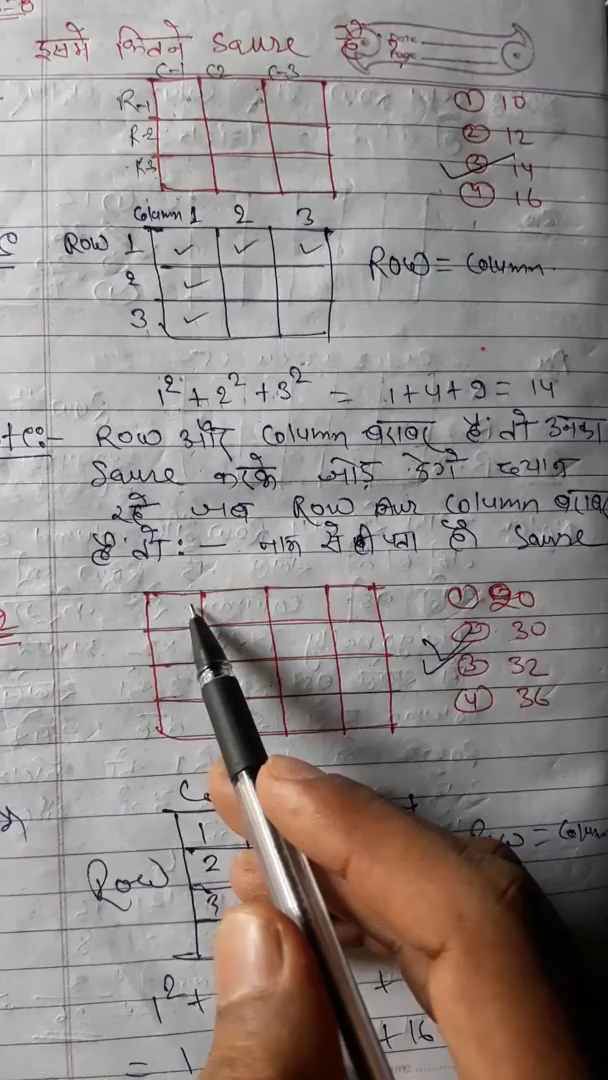 इसमें कितने Saure है ?
Date
Page
C-1 C2 C-3
R-1
R-2
R3
① 10
② 12
③ 14
④ 16
Column 1 2 3
Row 1
2
3
Row = Column.
1² + 2² + 3² = 1 + 4 + 9 = 14
Row और Column बराबर है तो उनका
Saure करके जोड़ देगे ध्यान
रहे जब Row और Column
है तो :- नाम से ही पता है Saure
① 20
② 30
③ 32
④ 36
Row 1
2
3
Row = Colum
1² + +
= 1 + 16